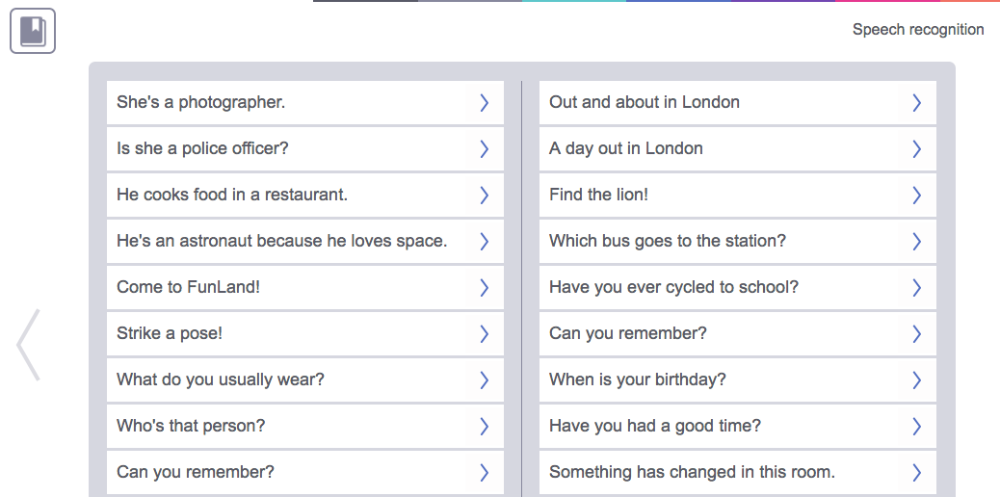 Speech recognition
She's a photographer.
Is she a police officer?
He cooks food in a restaurant.
He's an astronaut because he loves space.
Come to FunLand!
Strike a pose!
What do you usually wear?
Who's that person?
Can you remember?
Out and about in London
A day out in London
Find the lion!
Which bus goes to the station?
Have you ever cycled to school?
Can you remember?
When is your birthday?
Have you had a good time?
Something has changed in this room.